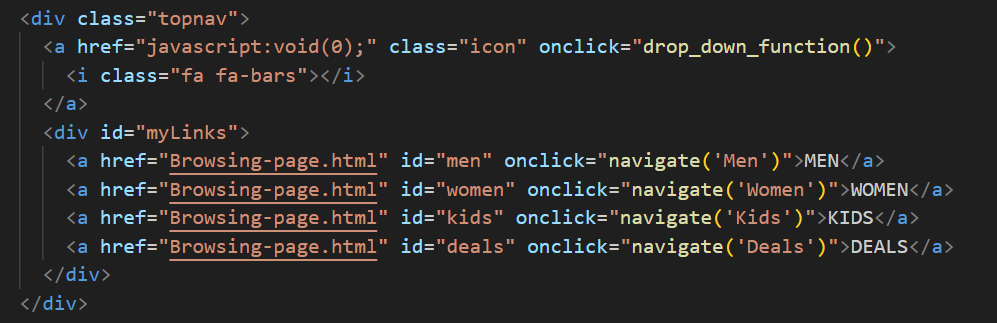 <div class="topnav">
<a href="javascript:void(0);" class="icon" onclick="drop_down_function()">
<i class="fa fa-bars"></i>
</a>
<div id="myLinks">
<a href="Browsing-page.html" id="men" onclick="navigate('Men')">MEN</a>
<a href="Browsing-page.html" id="women" onclick="navigate('Women')">WOMEN</a>
<a href="Browsing-page.html" id="kids" onclick="navigate('Kids')">KIDS</a>
<a href="Browsing-page.html" id="deals" onclick="navigate('Deals')">DEALS</a>
</div>
</div>